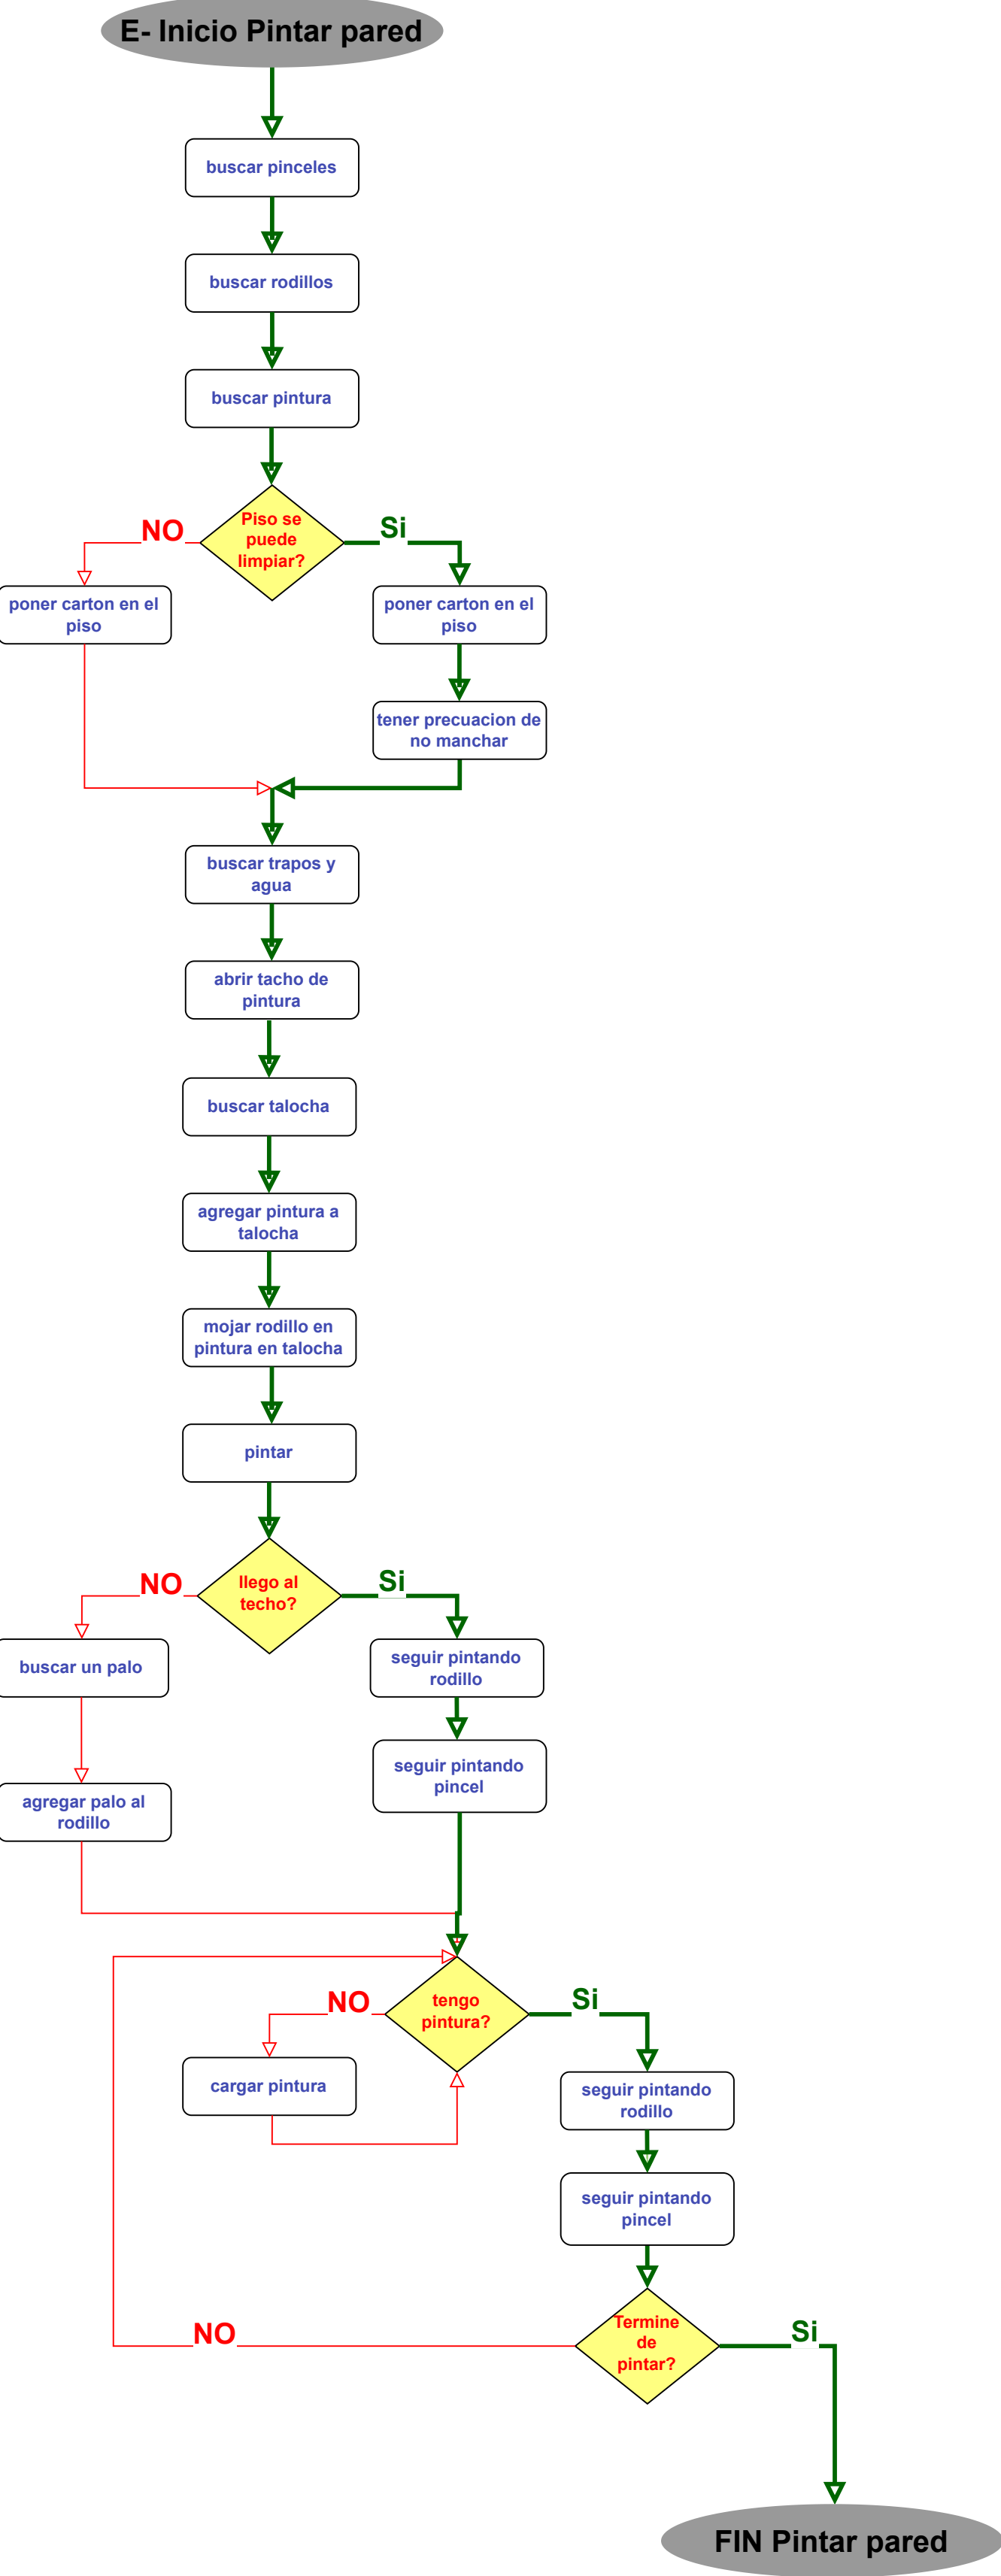 E- Inicio Pintar pared
buscar pinceles
buscar rodillos
buscar pintura
Piso se
puede
limpiar?
NO
Si
poner carton en el
piso
poner carton en el
piso
tener precuacion de
no manchar
buscar trapos y
agua
abrir tacho de
pintura
buscar talocha
agregar pintura a
talocha
mojar rodillo en
pintura en talocha
pintar
llego al
techo?
NO
Si
buscar un palo
seguir pintando
rodillo
seguir pintando
pincel
agregar palo al
rodillo
tengo
pintura?
NO
Si
cargar pintura
seguir pintando
rodillo
seguir pintando
pincel
Termine
de
pintar?
NO
Si
FIN Pintar pared